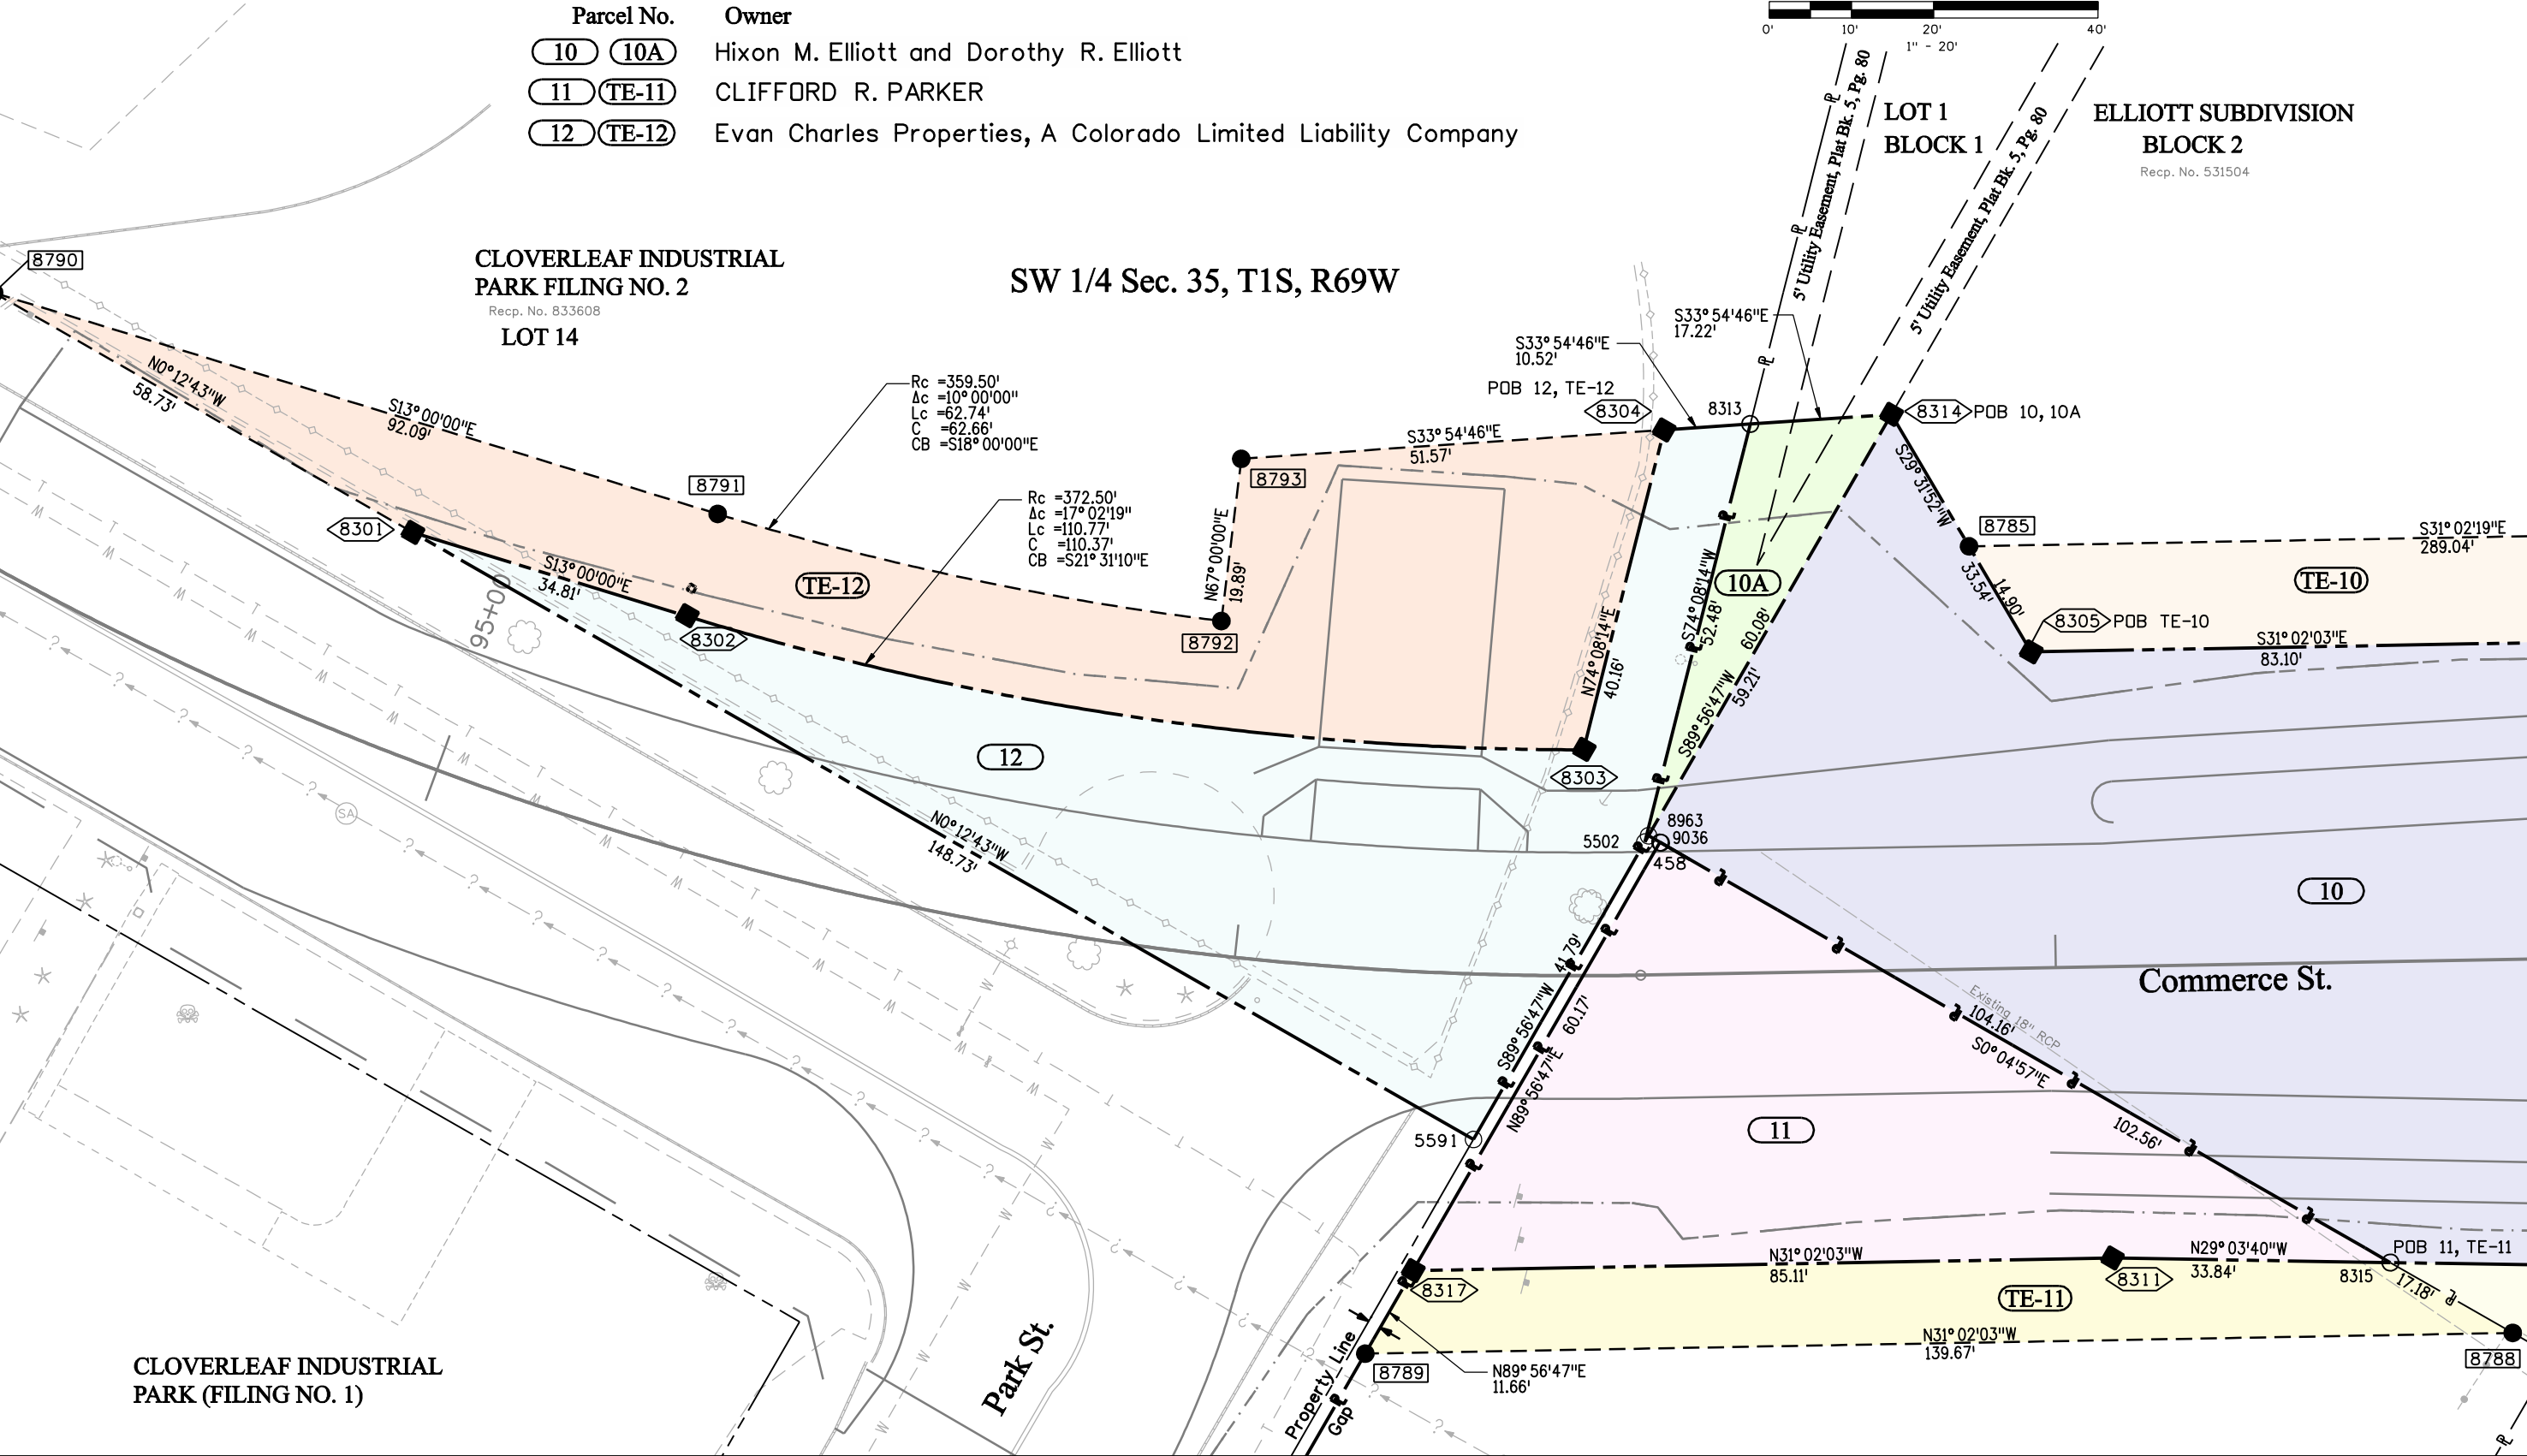 Parcel No. Owner
10 10A Hixon M. Elliott and Dorothy R. Elliott
11 TE-11 CLIFFORD R. PARKER
12 TE-12 Evan Charles Properties, A Colorado Limited Liability Company
0' 10' 20' 40'
1" - 20'
5' Utility Easement, Plat Bk. 5, Pg. 80
LOT 1
BLOCK 1
5' Utility Easement, Plat Bk. 5, Pg. 80
ELLIOTT SUBDIVISION
BLOCK 2
Recp. No. 531504
8790
CLOVERLEAF INDUSTRIAL
PARK FILING NO. 2
Recp. No. 833608
LOT 14
SW 1/4 Sec. 35, T1S, R69W
N0°12'43"W
58.73'
S13°00'00"E
92.09'
Rc =359.50'
Δc =10°00'00"
Lc =62.74'
C =62.66'
CB =S18°00'00"E
S33°54'46"E
17.22'
S33°54'46"E
10.52'
POB 12, TE-12
8304
8313
8314 POB 10, 10A
S33°54'46"E
51.57'
8793
8791
Rc =372.50'
Δc =17°02'19"
Lc =110.77'
C =110.37'
CB =S21°31'10"E
8301
S13°00'00"E
34.81'
95+00
8302
TE-12
N67°00'00"E
19.89'
8792
N74°08'14"E
40.16'
S74°08'14"W
52.48'
10A
60.08'
S89°56'47"W
59.21'
S29°31'52"W
33.54'
14.90'
8785
S31°02'19"E
289.04'
TE-10
8305 POB TE-10
S31°02'03"E
83.10'
12
8303
N0°12'43"W
148.73'
SA
5502
8963
9036
458
10
Commerce St.
Existing 18" RCP
104.16'
S0°04'57"E
102.56'
41.79'
S89°56'47"W
60.17'
N89°56'47"E
5591
11
8317
N31°02'03"W
85.11'
8311
N29°03'40"W
33.84'
8315
POB 11, TE-11
17.18'
TE-11
N31°02'03"W
139.67'
8788
8789
N89°56'47"E
11.66'
Property Line
Gap
Park St.
CLOVERLEAF INDUSTRIAL
PARK (FILING NO. 1)